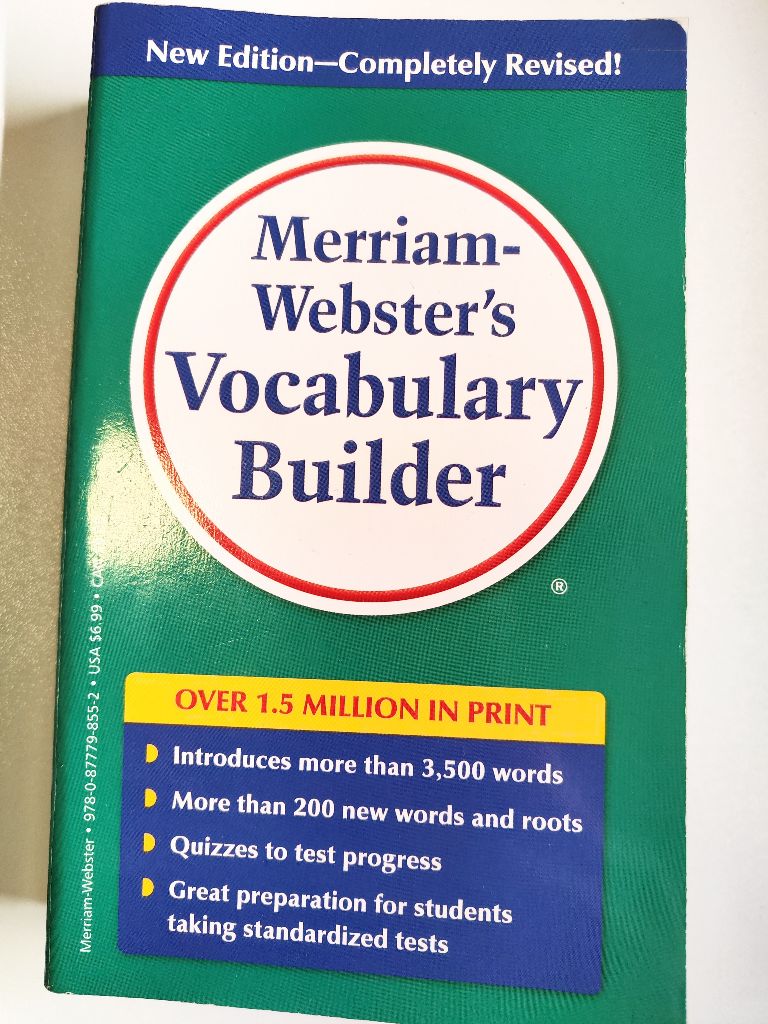 New Edition—Completely Revised!
Merriam-
Webster's
Vocabulary
Builder
®
OVER 1.5 MILLION IN PRINT
Introduces more than 3,500 words
More than 200 new words and roots
Quizzes to test progress
Great preparation for students
taking standardized tests
Merriam-Webster • 978-0-87779-855-2 • USA $6.99 •